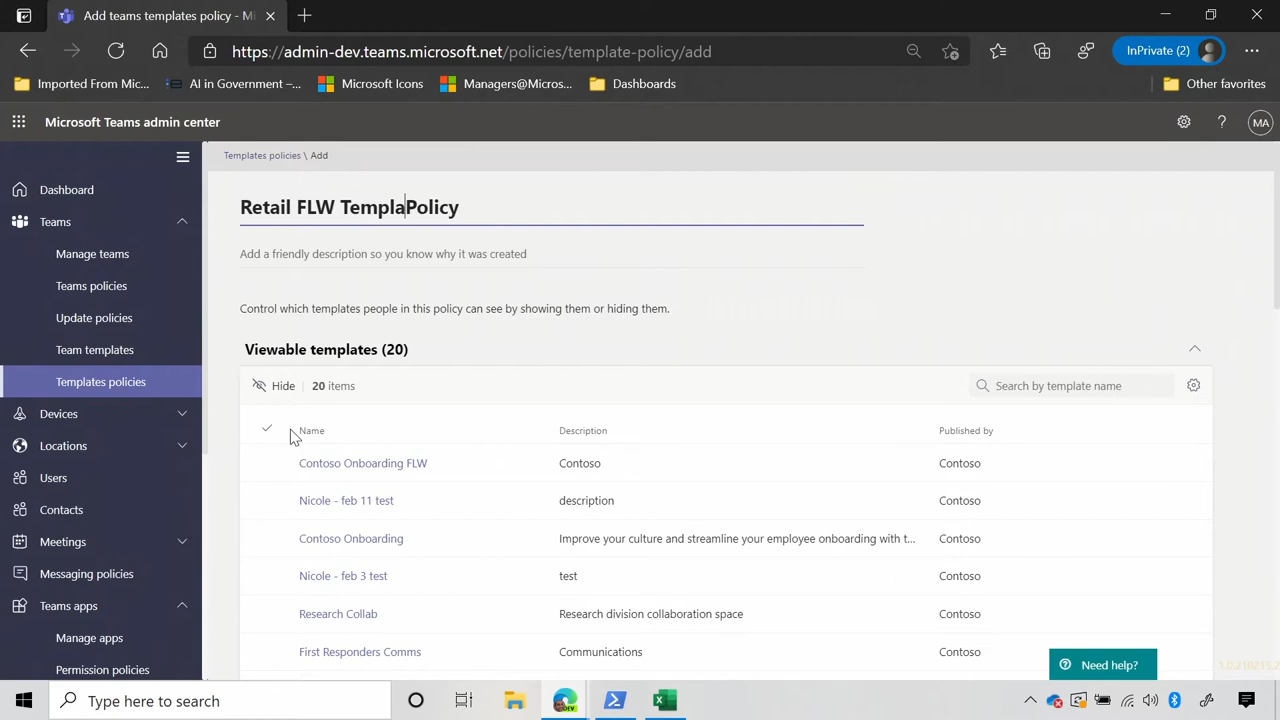 Add teams templates policy - Mi
https://admin-dev.teams.microsoft.net/policies/template-policy/add
InPrivate (2)
Imported From Mic...
AI in Government –...
Microsoft Icons
Managers@Micros...
Dashboards
Other favorites
Microsoft Teams admin center
MA
Dashboard
Teams
Manage teams
Teams policies
Update policies
Team templates
Templates policies
Devices
Locations
Users
Contacts
Meetings
Messaging policies
Teams apps
Manage apps
Permission policies
Templates policies \ Add
Retail FLW TemplaPolicy
Add a friendly description so you know why it was created
Control which templates people in this policy can see by showing them or hiding them.
Viewable templates (20)
Hide
20 items
Search by template name
Name Description Published by
Contoso Onboarding FLW Contoso Contoso
Nicole - feb 11 test description Contoso
Contoso Onboarding Improve your culture and streamline your employee onboarding with t... Contoso
Nicole - feb 3 test test Contoso
Research Collab Research division collaboration space Contoso
First Responders Comms Communications Contoso
Need help?
Type here to search